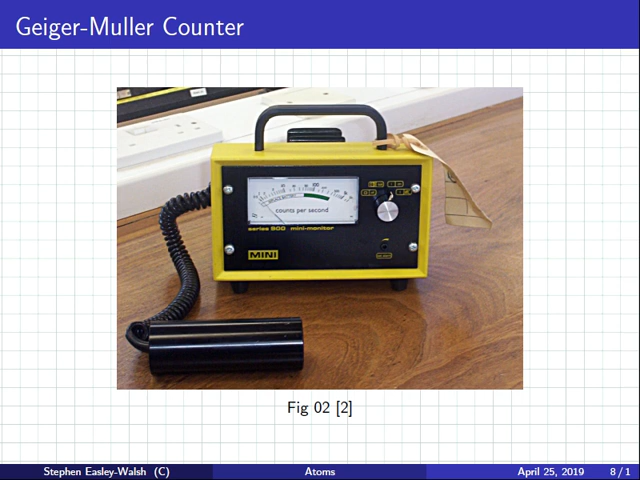 Geiger-Muller Counter
counts per second
series 900 mini-monitor
MINI
Fig 02 [2]
Stephen Easley-Walsh (C) Atoms April 25, 2019 8 / 1